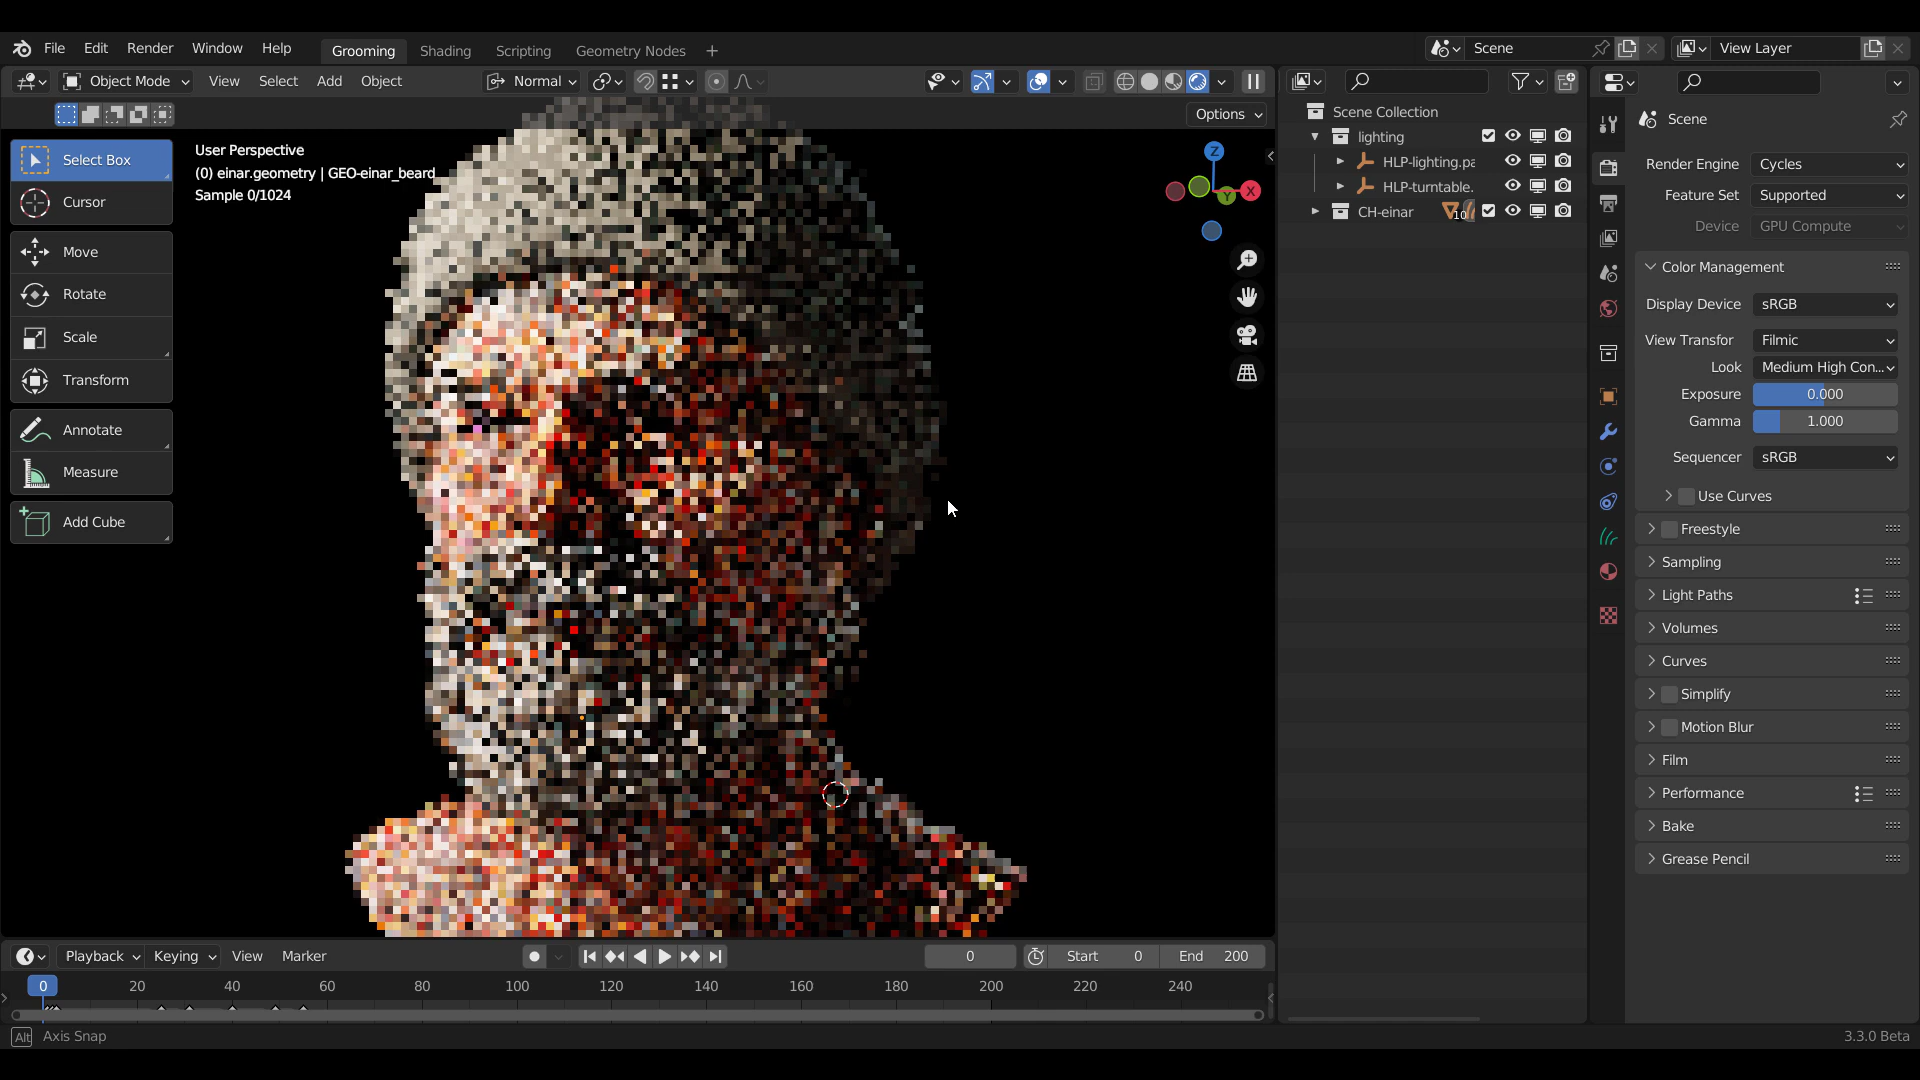 File Edit Render Window Help Grooming Shading Scripting Geometry Nodes + Scene View Layer
Object Mode View Select Add Object Normal
Options
Select Box
Cursor
Move
Rotate
Scale
Transform
Annotate
Measure
Add Cube
User Perspective
(0) einar.geometry | GEO-einar_beard
Sample 0/1024
Z
X
Y
Scene Collection
lighting
HLP-lighting.pa
HLP-turntable.
CH-einar 10
Scene
Render Engine Cycles
Feature Set Supported
Device GPU Compute
Color Management
Display Device sRGB
View Transfor Filmic
Look Medium High Con...
Exposure 0.000
Gamma 1.000
Sequencer sRGB
Use Curves
Freestyle
Sampling
Light Paths
Volumes
Curves
Simplify
Motion Blur
Film
Performance
Bake
Grease Pencil
Playback Keying View Marker 0 Start 0 End 200
0 20 40 60 80 100 120 140 160 180 200 220 240
Alt Axis Snap 3.3.0 Beta